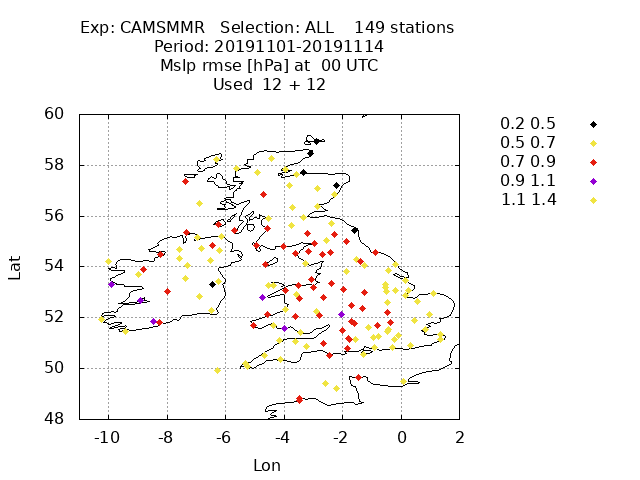 Exp: CAMSMMR   Selection: ALL    149 stations
Period: 20191101-20191114
Mslp rmse [hPa] at  00 UTC
Used  12 + 12
60
58
56
54
52
50
48
Lat
-10 -8 -6 -4 -2 0 2
Lon
0.2 0.5
0.5 0.7
0.7 0.9
0.9 1.1
1.1 1.4